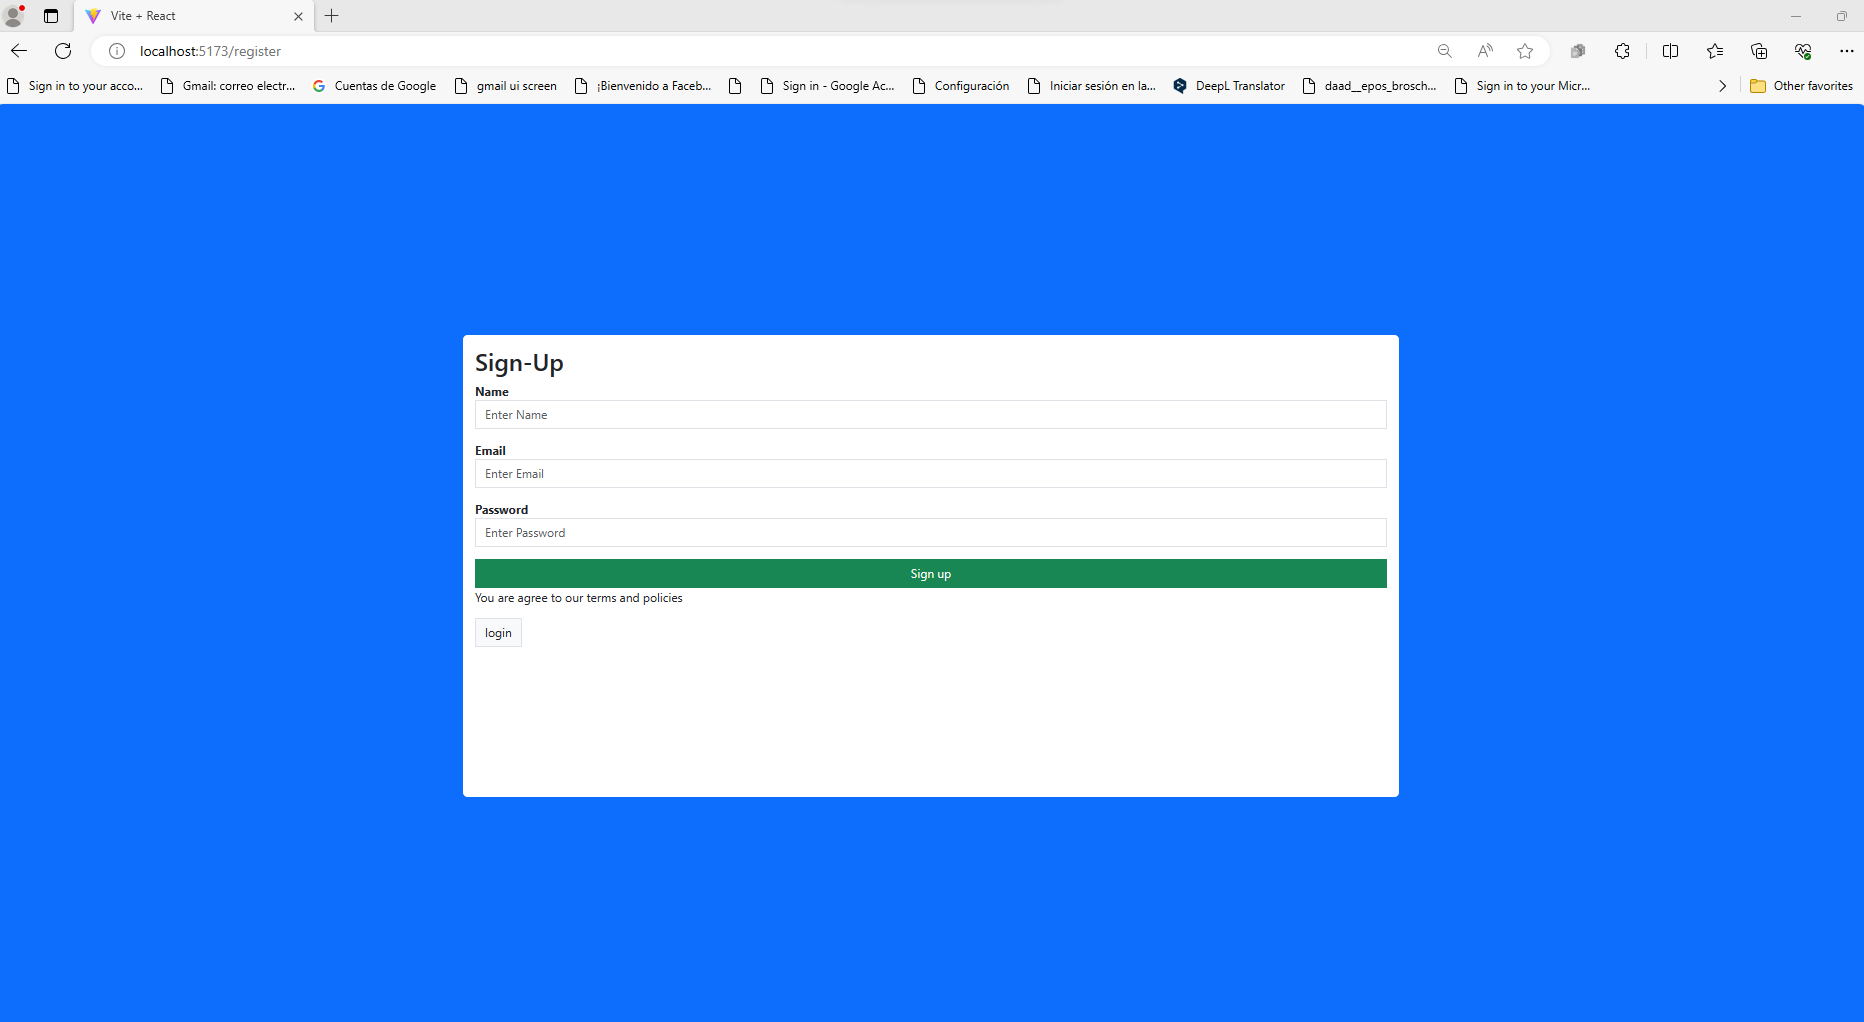 Vite + React
localhost:5173/register
Sign in to your acco... Gmail: correo electr... Cuentas de Google gmail ui screen ¡Bienvenido a Faceb... Sign in - Google Ac... Configuración Iniciar sesión en la... DeepL Translator daad__epos_brosch... Sign in to your Micr... Other favorites
Sign-Up
Name
Enter Name
Email
Enter Email
Password
Enter Password
Sign up
You are agree to our terms and policies
login